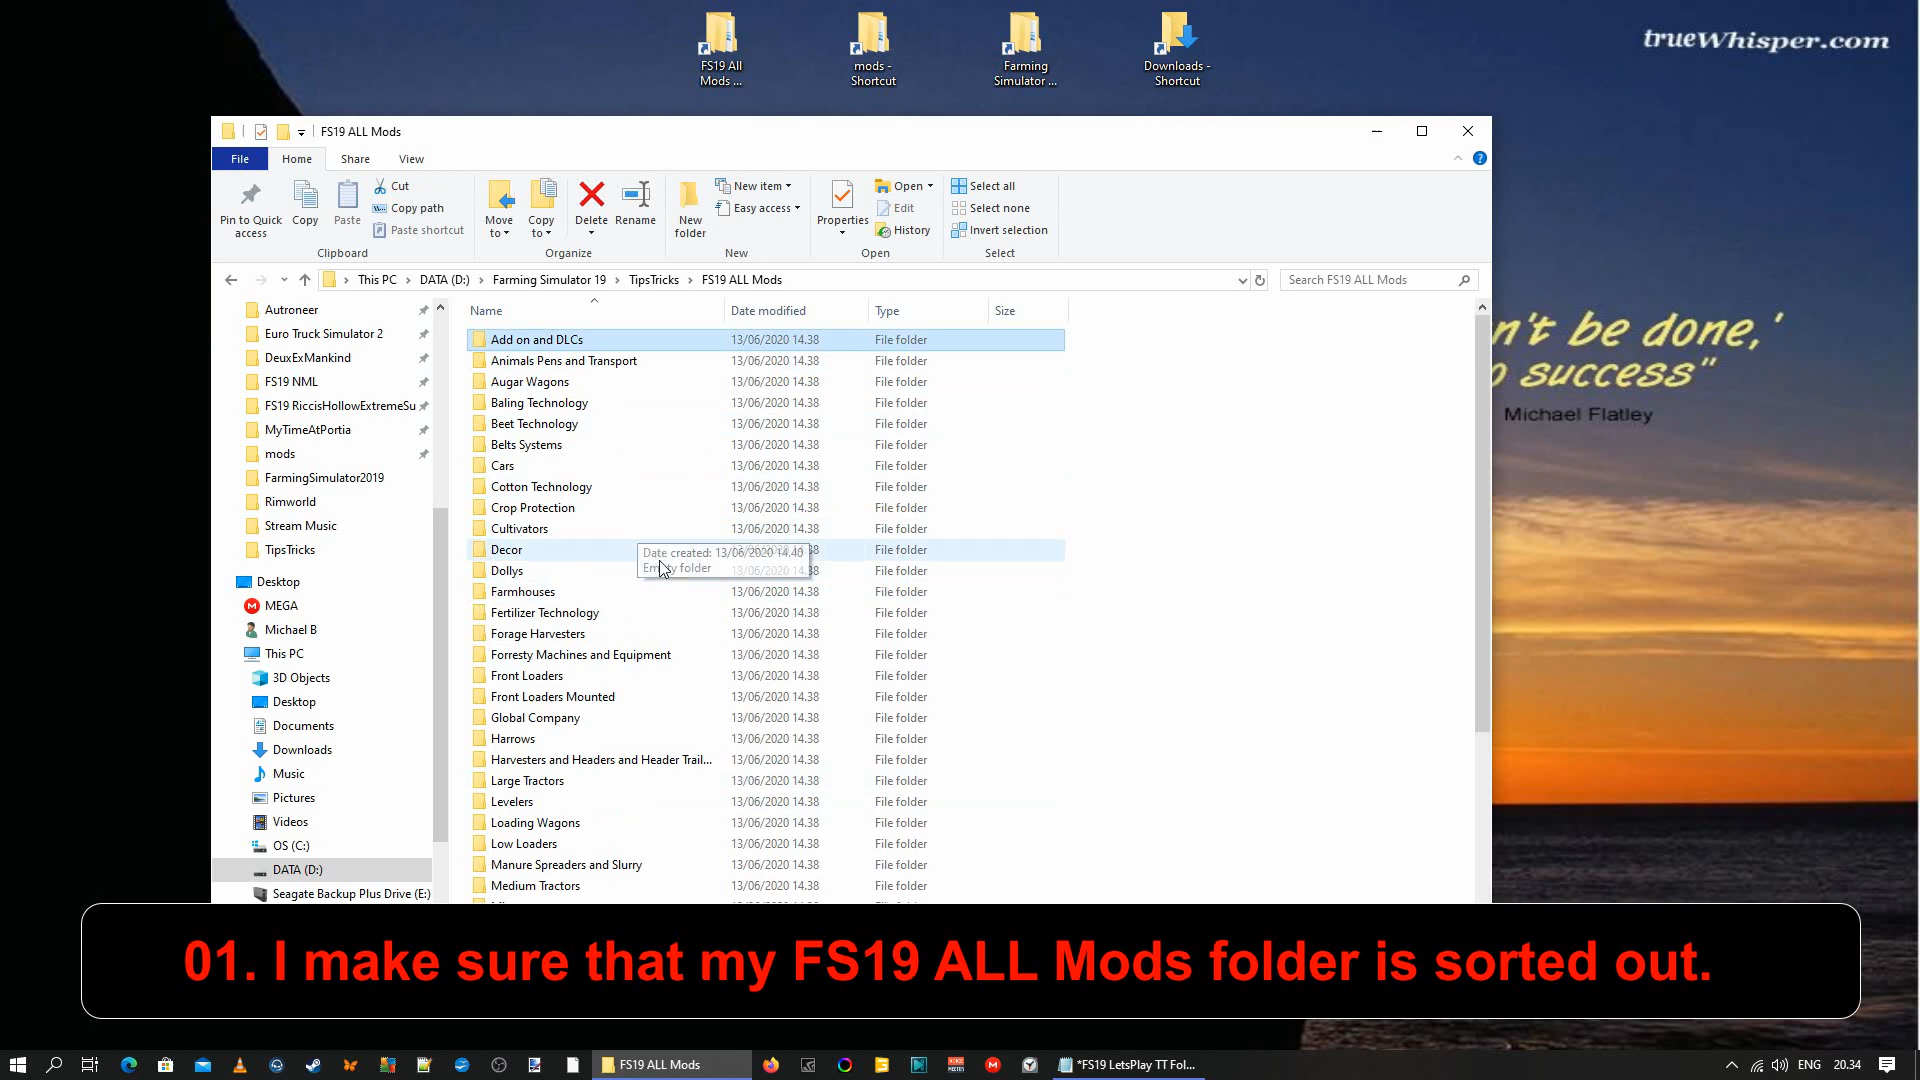 trueWhisper.com
FS19 All
Mods ...
mods -
Shortcut
Farming
Simulator ...
Downloads -
Shortcut
FS19 ALL Mods
File
Home
Share
View
Pin to Quick
access
Copy
Paste
Cut
Copy path
Paste shortcut
Clipboard
Move
to
Copy
to
Delete
Rename
Organize
New
folder
New item
Easy access
New
Properties
Open
Edit
History
Open
Select all
Select none
Invert selection
Select
This PC > DATA (D:) > Farming Simulator 19 > TipsTricks > FS19 ALL Mods
Search FS19 ALL Mods
Autroneer
Euro Truck Simulator 2
DeuxExMankind
FS19 NML
FS19 RiccisHollowExtremeSu
MyTimeAtPortia
mods
FarmingSimulator2019
Rimworld
Stream Music
TipsTricks
Desktop
MEGA
Michael B
This PC
3D Objects
Desktop
Documents
Downloads
Music
Pictures
Videos
OS (C:)
DATA (D:)
Seagate Backup Plus Drive (E:)
Name Date modified Type Size
Add on and DLCs 13/06/2020 14.38 File folder
Animals Pens and Transport 13/06/2020 14.38 File folder
Augar Wagons 13/06/2020 14.38 File folder
Baling Technology 13/06/2020 14.38 File folder
Beet Technology 13/06/2020 14.38 File folder
Belts Systems 13/06/2020 14.38 File folder
Cars 13/06/2020 14.38 File folder
Cotton Technology 13/06/2020 14.38 File folder
Crop Protection 13/06/2020 14.38 File folder
Cultivators 13/06/2020 14.38 File folder
Decor File folder
Date created: 13/06/2020 14.40
Empty folder
Dollys 13/06/2020 14.38 File folder
Farmhouses 13/06/2020 14.38 File folder
Fertilizer Technology 13/06/2020 14.38 File folder
Forage Harvesters 13/06/2020 14.38 File folder
Forresty Machines and Equipment 13/06/2020 14.38 File folder
Front Loaders 13/06/2020 14.38 File folder
Front Loaders Mounted 13/06/2020 14.38 File folder
Global Company 13/06/2020 14.38 File folder
Harrows 13/06/2020 14.38 File folder
Harvesters and Headers and Header Trail... 13/06/2020 14.38 File folder
Large Tractors 13/06/2020 14.38 File folder
Levelers 13/06/2020 14.38 File folder
Loading Wagons 13/06/2020 14.38 File folder
Low Loaders 13/06/2020 14.38 File folder
Manure Spreaders and Slurry 13/06/2020 14.38 File folder
Medium Tractors 13/06/2020 14.38 File folder
n't be done,'
success"
Michael Flatley
01. I make sure that my FS19 ALL Mods folder is sorted out.
FS19 ALL Mods
*FS19 LetsPlay TT Fol...
ENG
20.34